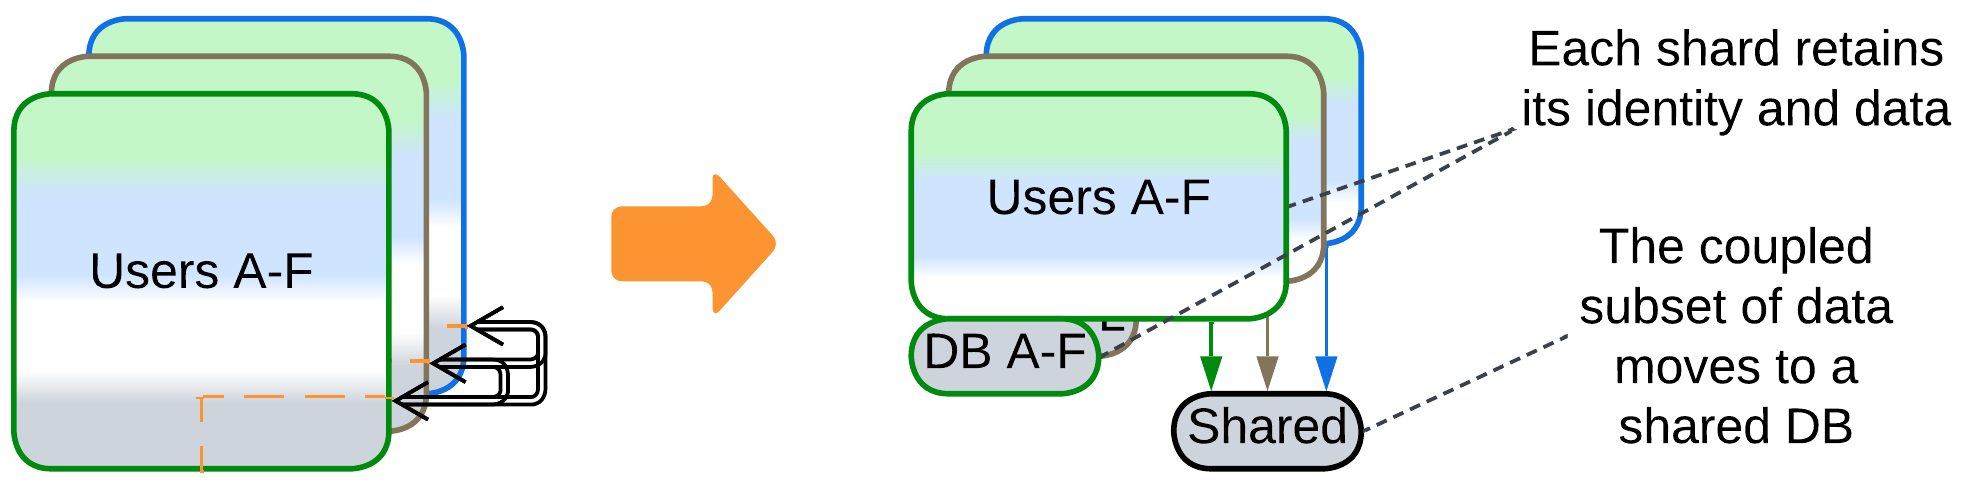 Users A-F
Users A-F
DB A-F
Shared
Each shard retains
its identity and data
The coupled
subset of data
moves to a
shared DB